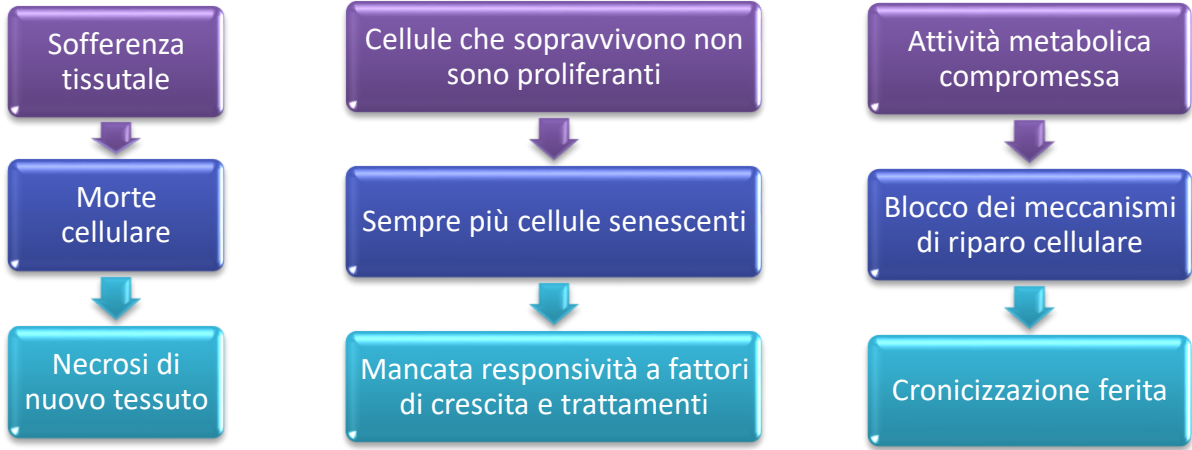 Sofferenza
tissutale
Morte
cellulare
Necrosi di
nuovo tessuto
Cellule che sopravvivono non
sono proliferanti
Sempre più cellule senescenti
Mancata responsività a fattori
di crescita e trattamenti
Attività metabolica
compromessa
Blocco dei meccanismi
di riparo cellulare
Cronicizzazione ferita